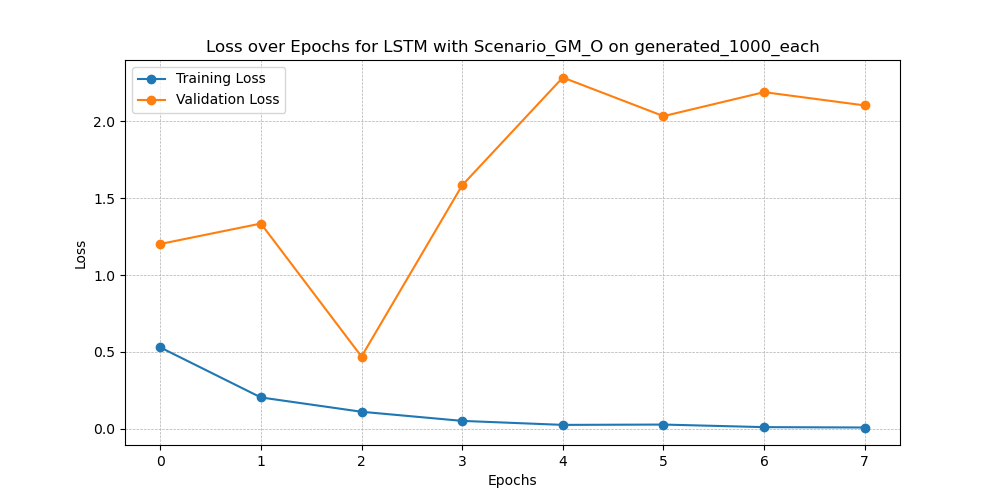 Loss over Epochs for LSTM with Scenario_GM_O on generated_1000_each
Training Loss
Validation Loss
2.0
1.5
1.0
0.5
0.0
Loss
0 1 2 3 4 5 6 7
Epochs